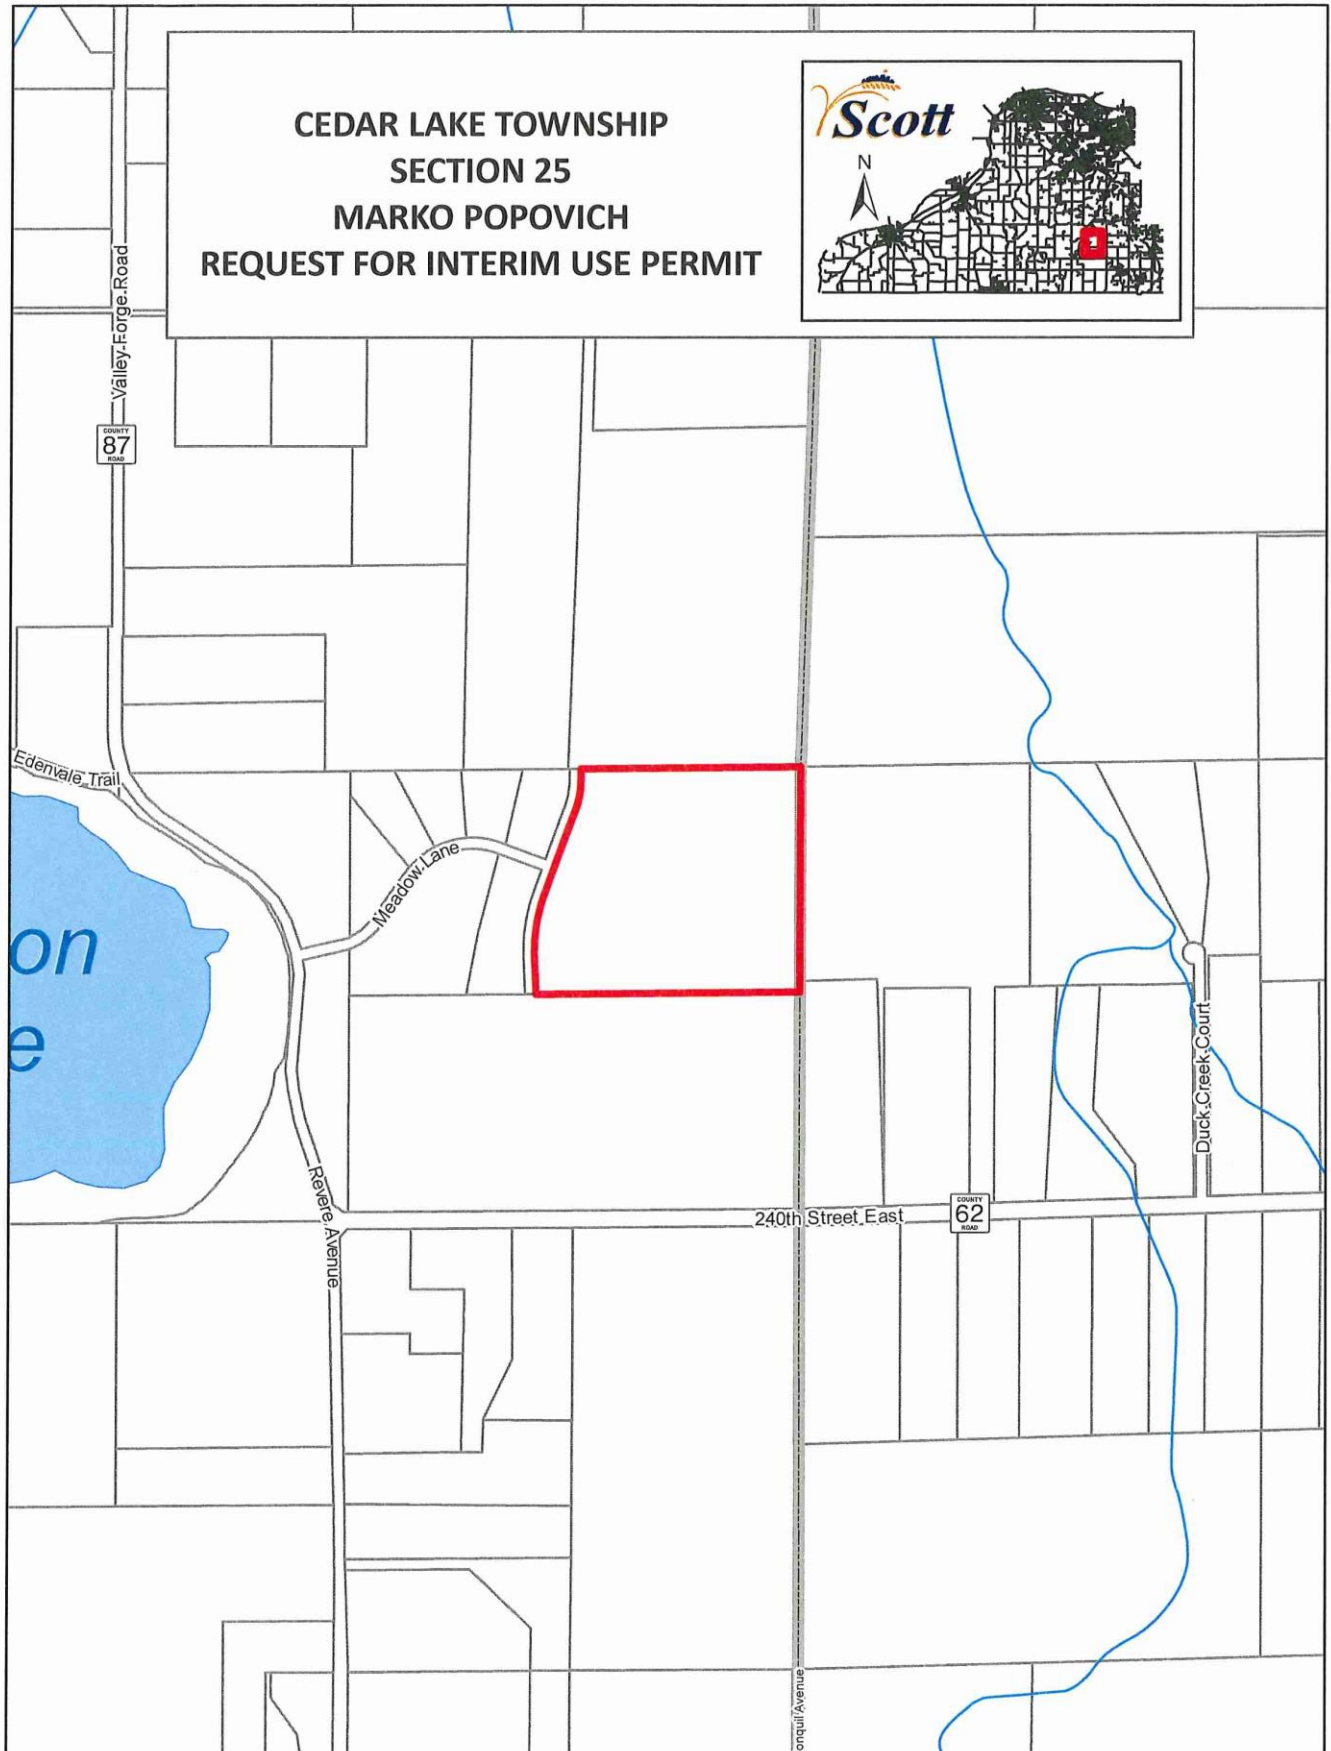 CEDAR LAKE TOWNSHIP
SECTION 25
MARKO POPOVICH
REQUEST FOR INTERIM USE PERMIT
Scott
N
1
Valley Forge Road
COUNTY
87
ROAD
Edenvale Trail
Meadow Lane
on
e
Duck Creek Court
Revere Avenue
240th Street East
COUNTY
62
ROAD
onquil Avenue